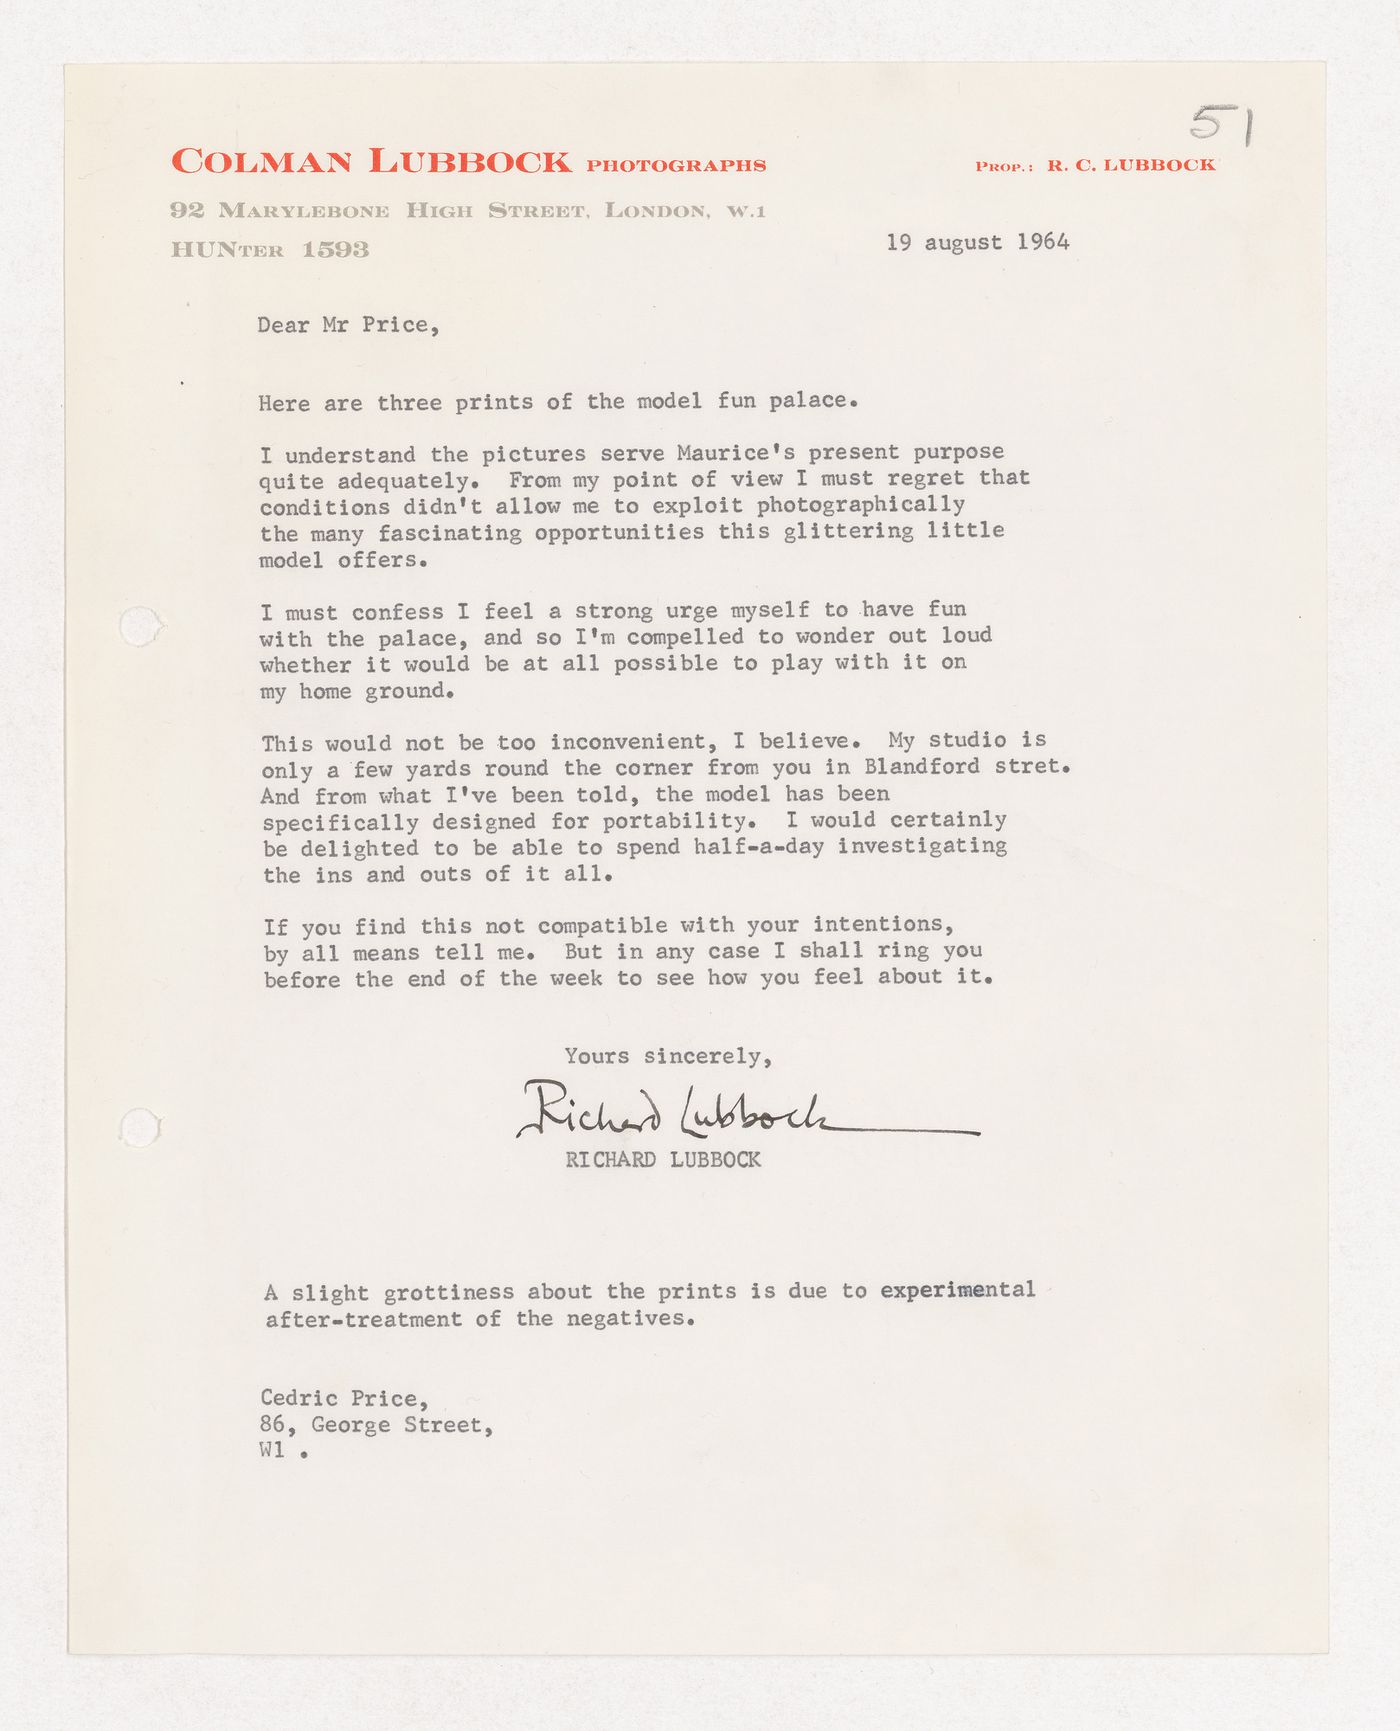 51
COLMAN LUBBOCK PHOTOGRAPHS PROP.: R. C. LUBBOCK
92 MARYLEBONE HIGH STREET, LONDON, W.1
HUNTER 1593
19 august 1964
Dear Mr Price,
Here are three prints of the model fun palace.
I understand the pictures serve Maurice's present purpose
quite adequately. From my point of view I must regret that
conditions didn't allow me to exploit photographically
the many fascinating opportunities this glittering little
model offers.
I must confess I feel a strong urge myself to have fun
with the palace, and so I'm compelled to wonder out loud
whether it would be at all possible to play with it on
my home ground.
This would not be too inconvenient, I believe. My studio is
only a few yards round the corner from you in Blandford stret.
And from what I've been told, the model has been
specifically designed for portability. I would certainly
be delighted to be able to spend half-a-day investigating
the ins and outs of it all.
If you find this not compatible with your intentions,
by all means tell me. But in any case I shall ring you
before the end of the week to see how you feel about it.
Yours sincerely,
Richard Lubbock
RICHARD LUBBOCK
A slight grottiness about the prints is due to experimental
after-treatment of the negatives.
Cedric Price,
86, George Street,
W1 .